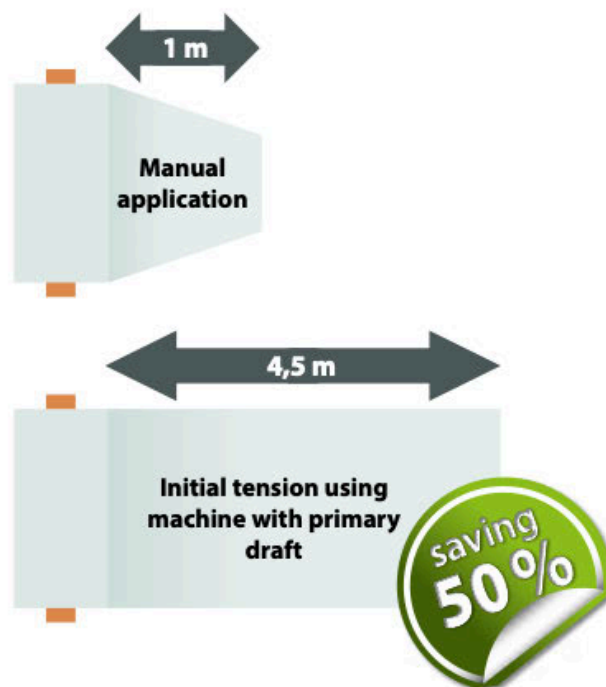 1 m
Manual
application
4,5 m
Initial tension using
machine with primary
draft
saving
50%